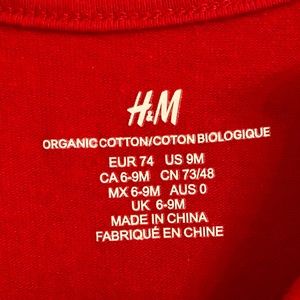 H&M
ORGANIC COTTON/COTON BIOLOGIQUE
EUR 74 US 9M
CA 6-9M CN 73/48
MX 6-9M AUS 0
UK 6-9M
MADE IN CHINA
FABRIQUÉ EN CHINE